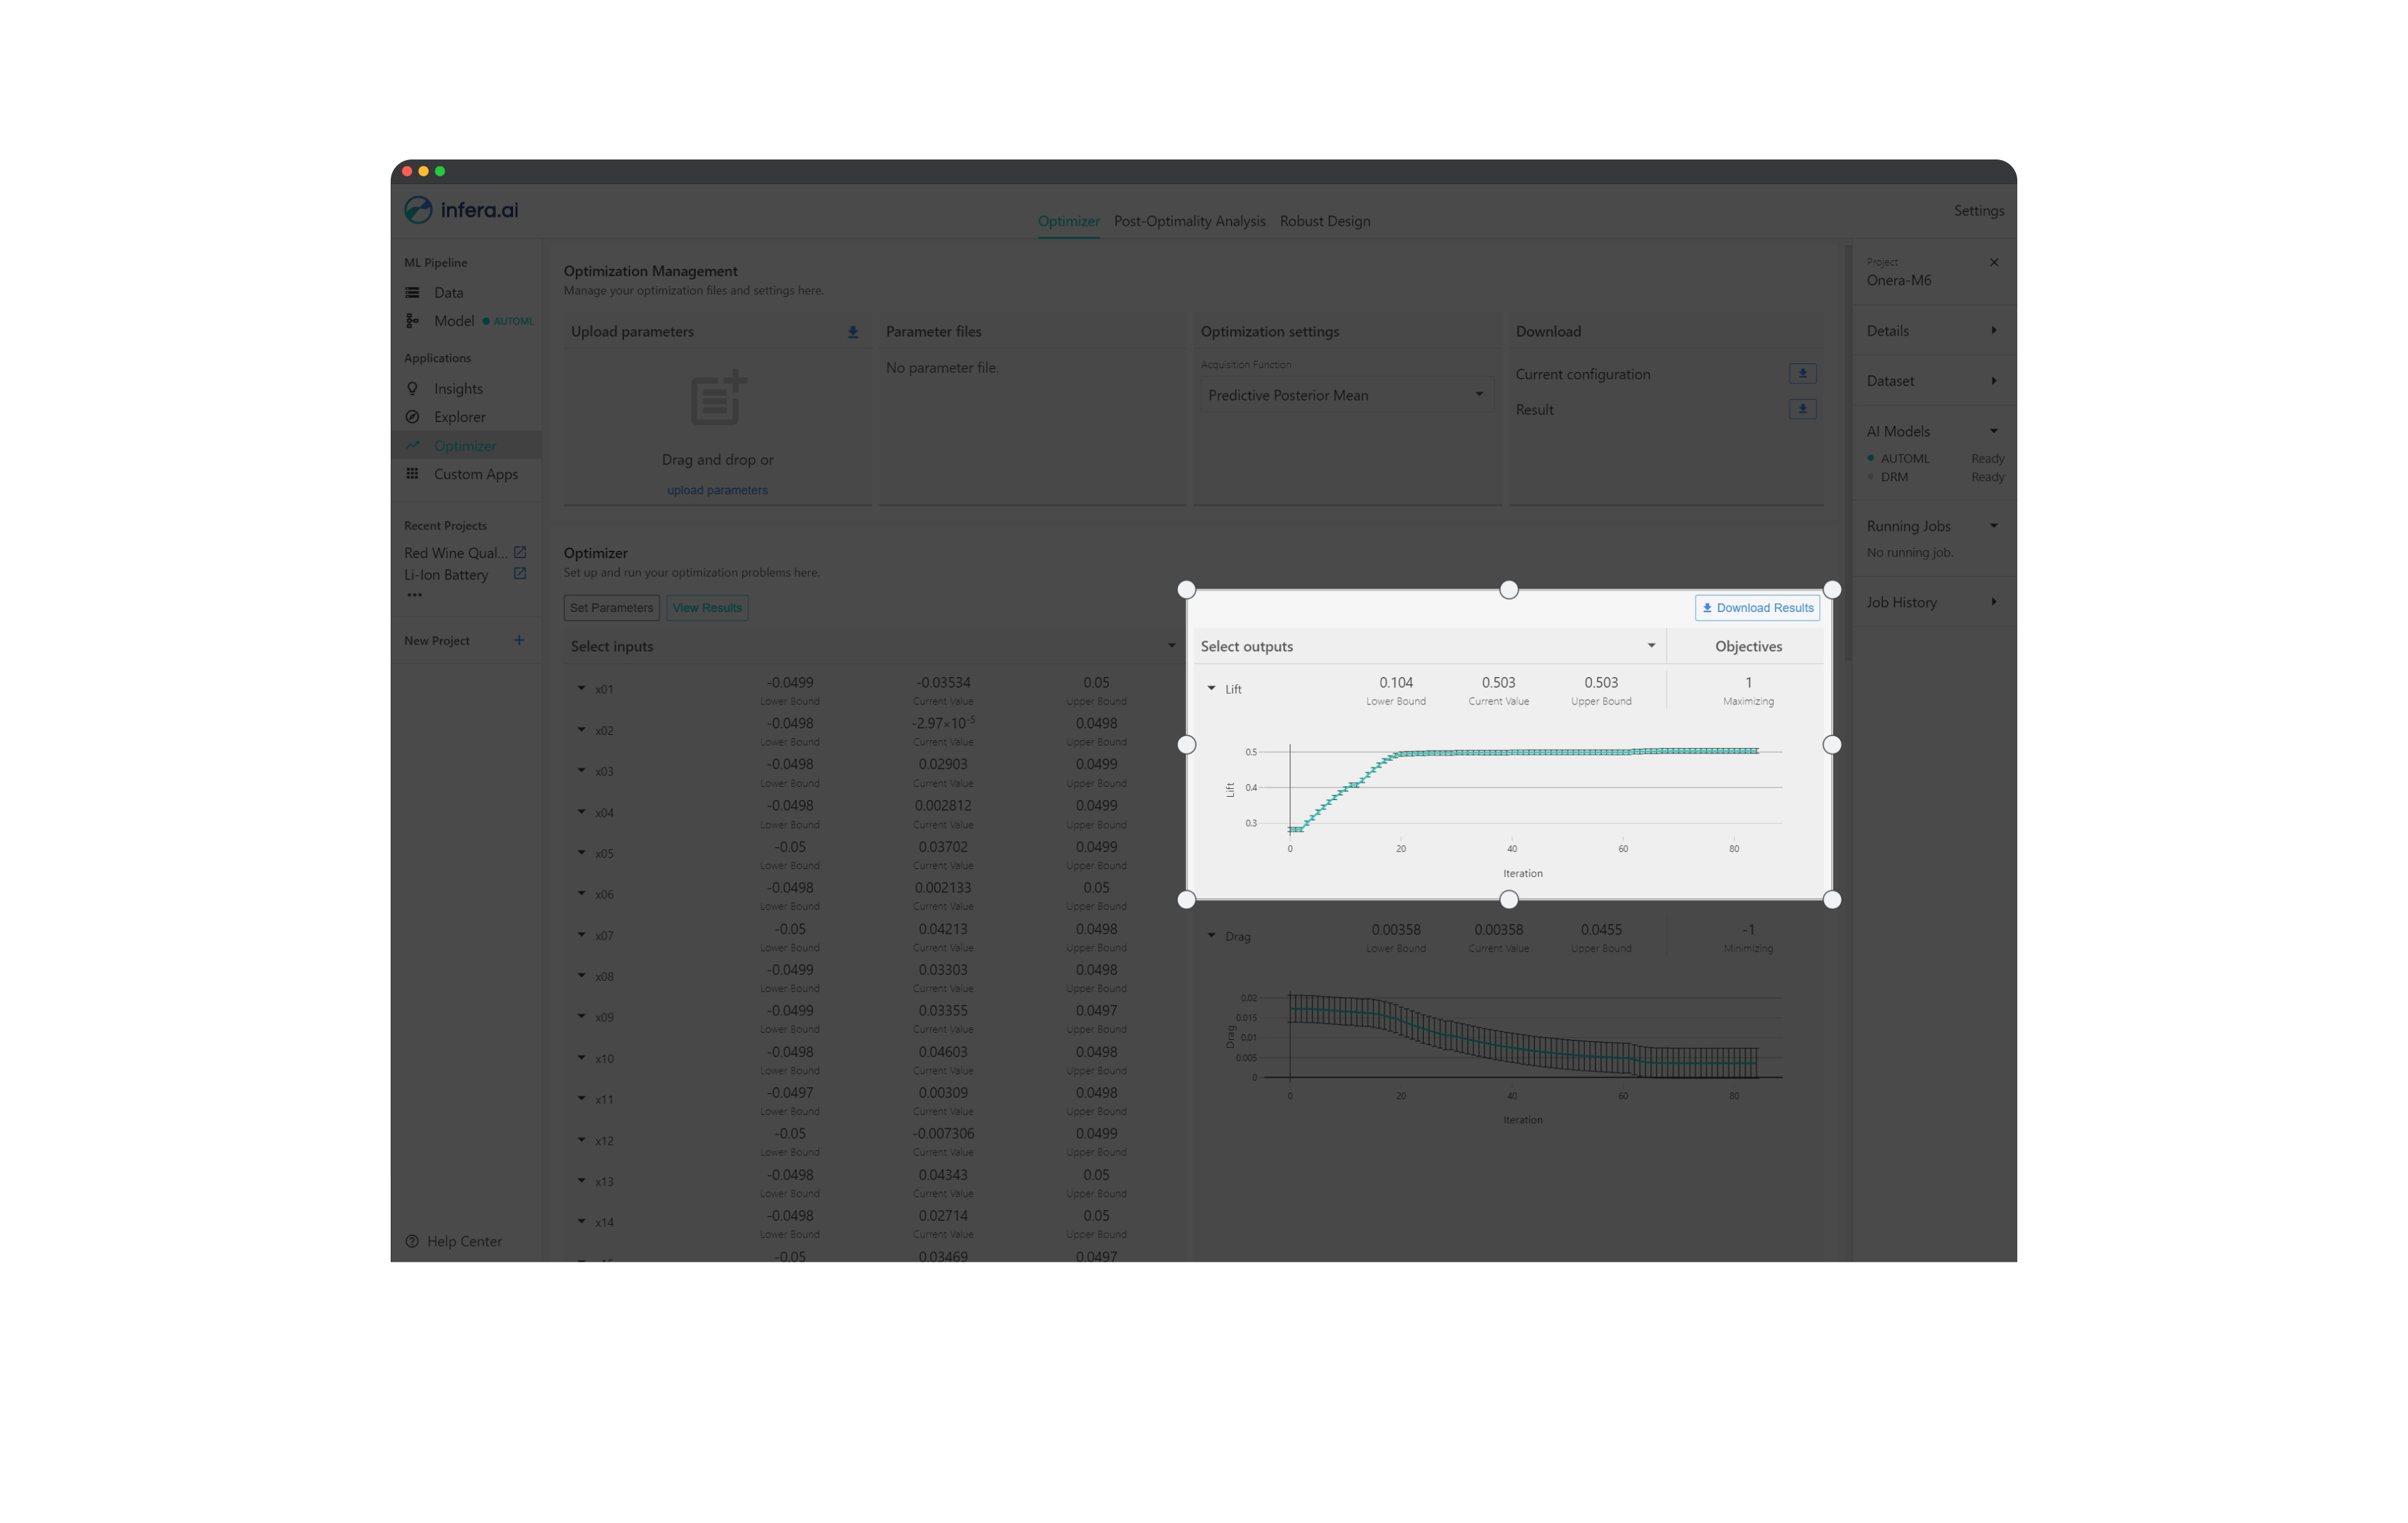 infera.ai
Optimizer Post-Optimality Analysis Robust Design
Settings
ML Pipeline
Data
Model AUTOML
Applications
Insights
Explorer
Optimizer
Custom Apps
Recent Projects
Red Wine Qual...
Li-Ion Battery
•••
New Project +
Help Center
Optimization Management
Manage your optimization files and settings here.
Upload parameters
Drag and drop or
upload parameters
Parameter files
No parameter file.
Optimization settings
Acquisition Function
Predictive Posterior Mean
Download
Current configuration
Result
Optimizer
Set up and run your optimization problems here.
Set Parameters View Results
Select inputs
x01 -0.0499 -0.03534 0.05
Lower Bound Current Value Upper Bound
x02 -0.0498 -2.97×10⁻⁵ 0.0498
Lower Bound Current Value Upper Bound
x03 -0.0498 0.02903 0.0499
Lower Bound Current Value Upper Bound
x04 -0.0498 0.002812 0.0499
Lower Bound Current Value Upper Bound
x05 -0.05 0.03702 0.0499
Lower Bound Current Value Upper Bound
x06 -0.0498 0.002133 0.05
Lower Bound Current Value Upper Bound
x07 -0.05 0.04213 0.0498
Lower Bound Current Value Upper Bound
x08 -0.0499 0.03303 0.0498
Lower Bound Current Value Upper Bound
x09 -0.0499 0.03355 0.0497
Lower Bound Current Value Upper Bound
x10 -0.0498 0.04603 0.0498
Lower Bound Current Value Upper Bound
x11 -0.0497 0.00309 0.0498
Lower Bound Current Value Upper Bound
x12 -0.05 -0.007306 0.0499
Lower Bound Current Value Upper Bound
x13 -0.0498 0.04343 0.05
Lower Bound Current Value Upper Bound
x14 -0.0498 0.02714 0.05
Lower Bound Current Value Upper Bound
-0.05 0.03469 0.0497
Download Results
Select outputs Objectives
Lift 0.104 0.503 0.503 1
Lower Bound Current Value Upper Bound Maximizing
Lift
0.5
0.4
0.3
0 20 40 60 80
Iteration
Drag 0.00358 0.00358 0.0455 -1
Lower Bound Current Value Upper Bound Minimizing
Drag
0.02
0.015
0.01
0.005
0
0 20 40 60 80
Iteration
Project
Onera-M6
Details
Dataset
AI Models
AUTOML Ready
DRM Ready
Running Jobs
No running job.
Job History